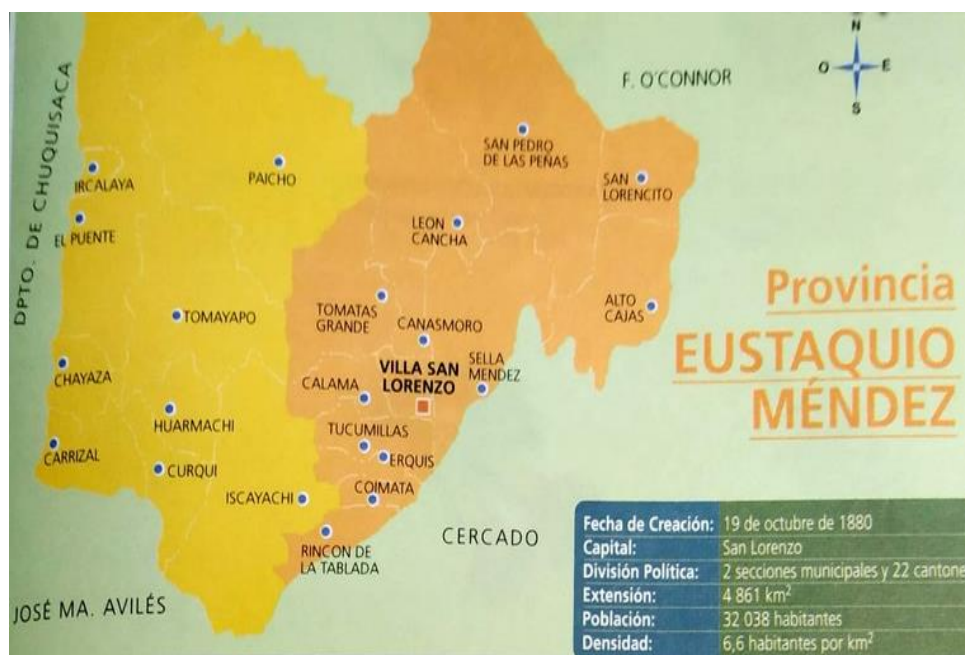 N
O
E
S
F. O'CONNOR
DPTO. DE CHUQUISACA
SAN PEDRO
DE LAS PEÑAS
IRCALAYA
PAICHO
SAN
LORENCITO
EL PUENTE
LEON
CANCHA
TOMAYAPO
TOMATAS
GRANDE
CANASMORO
ALTO
CAJAS
Provincia
EUSTAQUIO
MÉNDEZ
CHAYAZA
CALAMA
VILLA SAN
LORENZO
SELLA
MENDEZ
HUARMACHI
TUCUMILLAS
ERQUIS
CARRIZAL
CURQUI
ISCAYACHI
COIMATA
RINCON DE
LA TABLADA
CERCADO
JOSÉ MA. AVILÉS
Fecha de Creación: 19 de octubre de 1880
Capital: San Lorenzo
División Política: 2 secciones municipales y 22 cantone
Extensión: 4 861 km²
Población: 32 038 habitantes
Densidad: 6,6 habitantes por km²